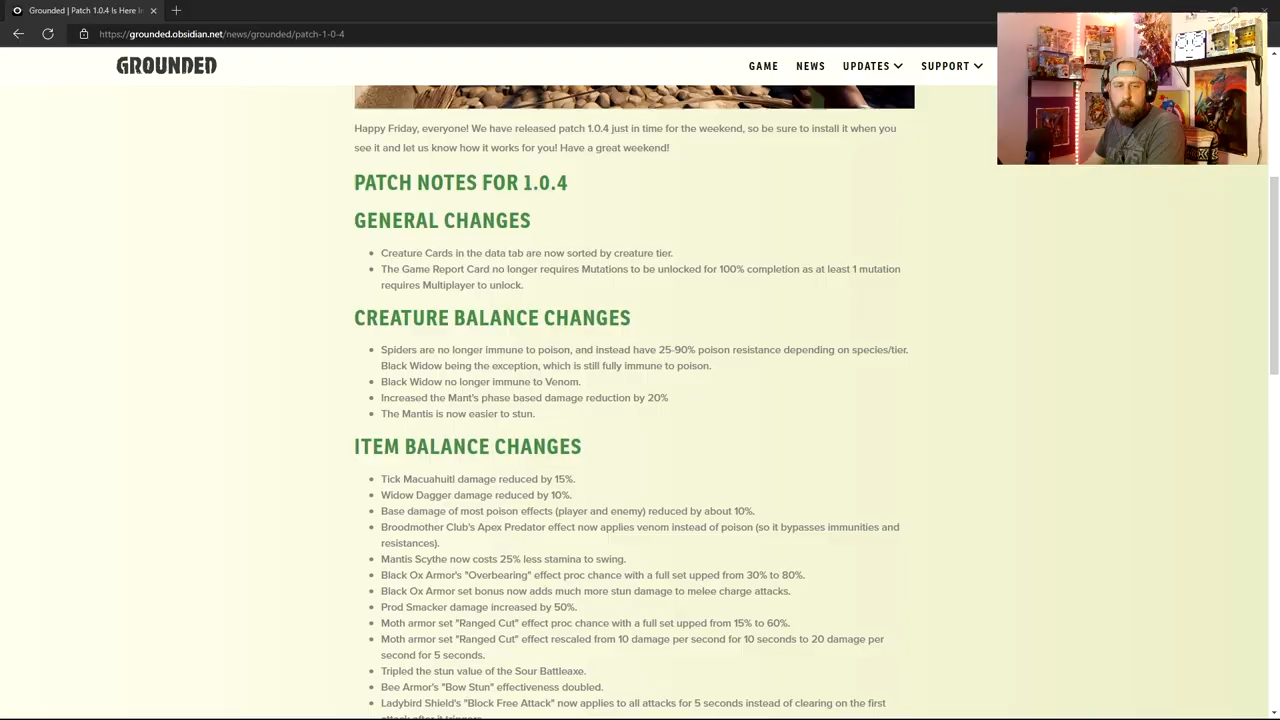 Grounded | Patch 1.0.4 is Here In
https://grounded.obsidian.net/news/grounded/patch-1-0-4
GROUNDED
GAME NEWS UPDATES SUPPORT
Happy Friday, everyone! We have released patch 1.0.4 just in time for the weekend, so be sure to install it when you
see it and let us know how it works for you! Have a great weekend!
PATCH NOTES FOR 1.0.4
GENERAL CHANGES
Creature Cards in the data tab are now sorted by creature tier.
The Game Report Card no longer requires Mutations to be unlocked for 100% completion as at least 1 mutation
requires Multiplayer to unlock.
CREATURE BALANCE CHANGES
Spiders are no longer immune to poison, and instead have 25-90% poison resistance depending on species/tier.
Black Widow being the exception, which is still fully immune to poison.
Black Widow no longer immune to Venom.
Increased the Mant's phase based damage reduction by 20%
The Mantis is now easier to stun.
ITEM BALANCE CHANGES
Tick Macuahuitl damage reduced by 15%.
Widow Dagger damage reduced by 10%.
Base damage of most poison effects (player and enemy) reduced by about 10%.
Broodmother Club's Apex Predator effect now applies venom instead of poison (so it bypasses immunities and
resistances).
Mantis Scythe now costs 25% less stamina to swing.
Black Ox Armor's "Overbearing" effect proc chance with a full set upped from 30% to 80%.
Black Ox Armor set bonus now adds much more stun damage to melee charge attacks.
Prod Smacker damage increased by 50%.
Moth armor set "Ranged Cut" effect proc chance with a full set upped from 15% to 60%.
Moth armor set "Ranged Cut" effect rescaled from 10 damage per second for 10 seconds to 20 damage per
second for 5 seconds.
Tripled the stun value of the Sour Battleaxe.
Bee Armor's "Bow Stun" effectiveness doubled.
Ladybird Shield's "Block Free Attack" now applies to all attacks for 5 seconds instead of clearing on the first
attack after it triggers.